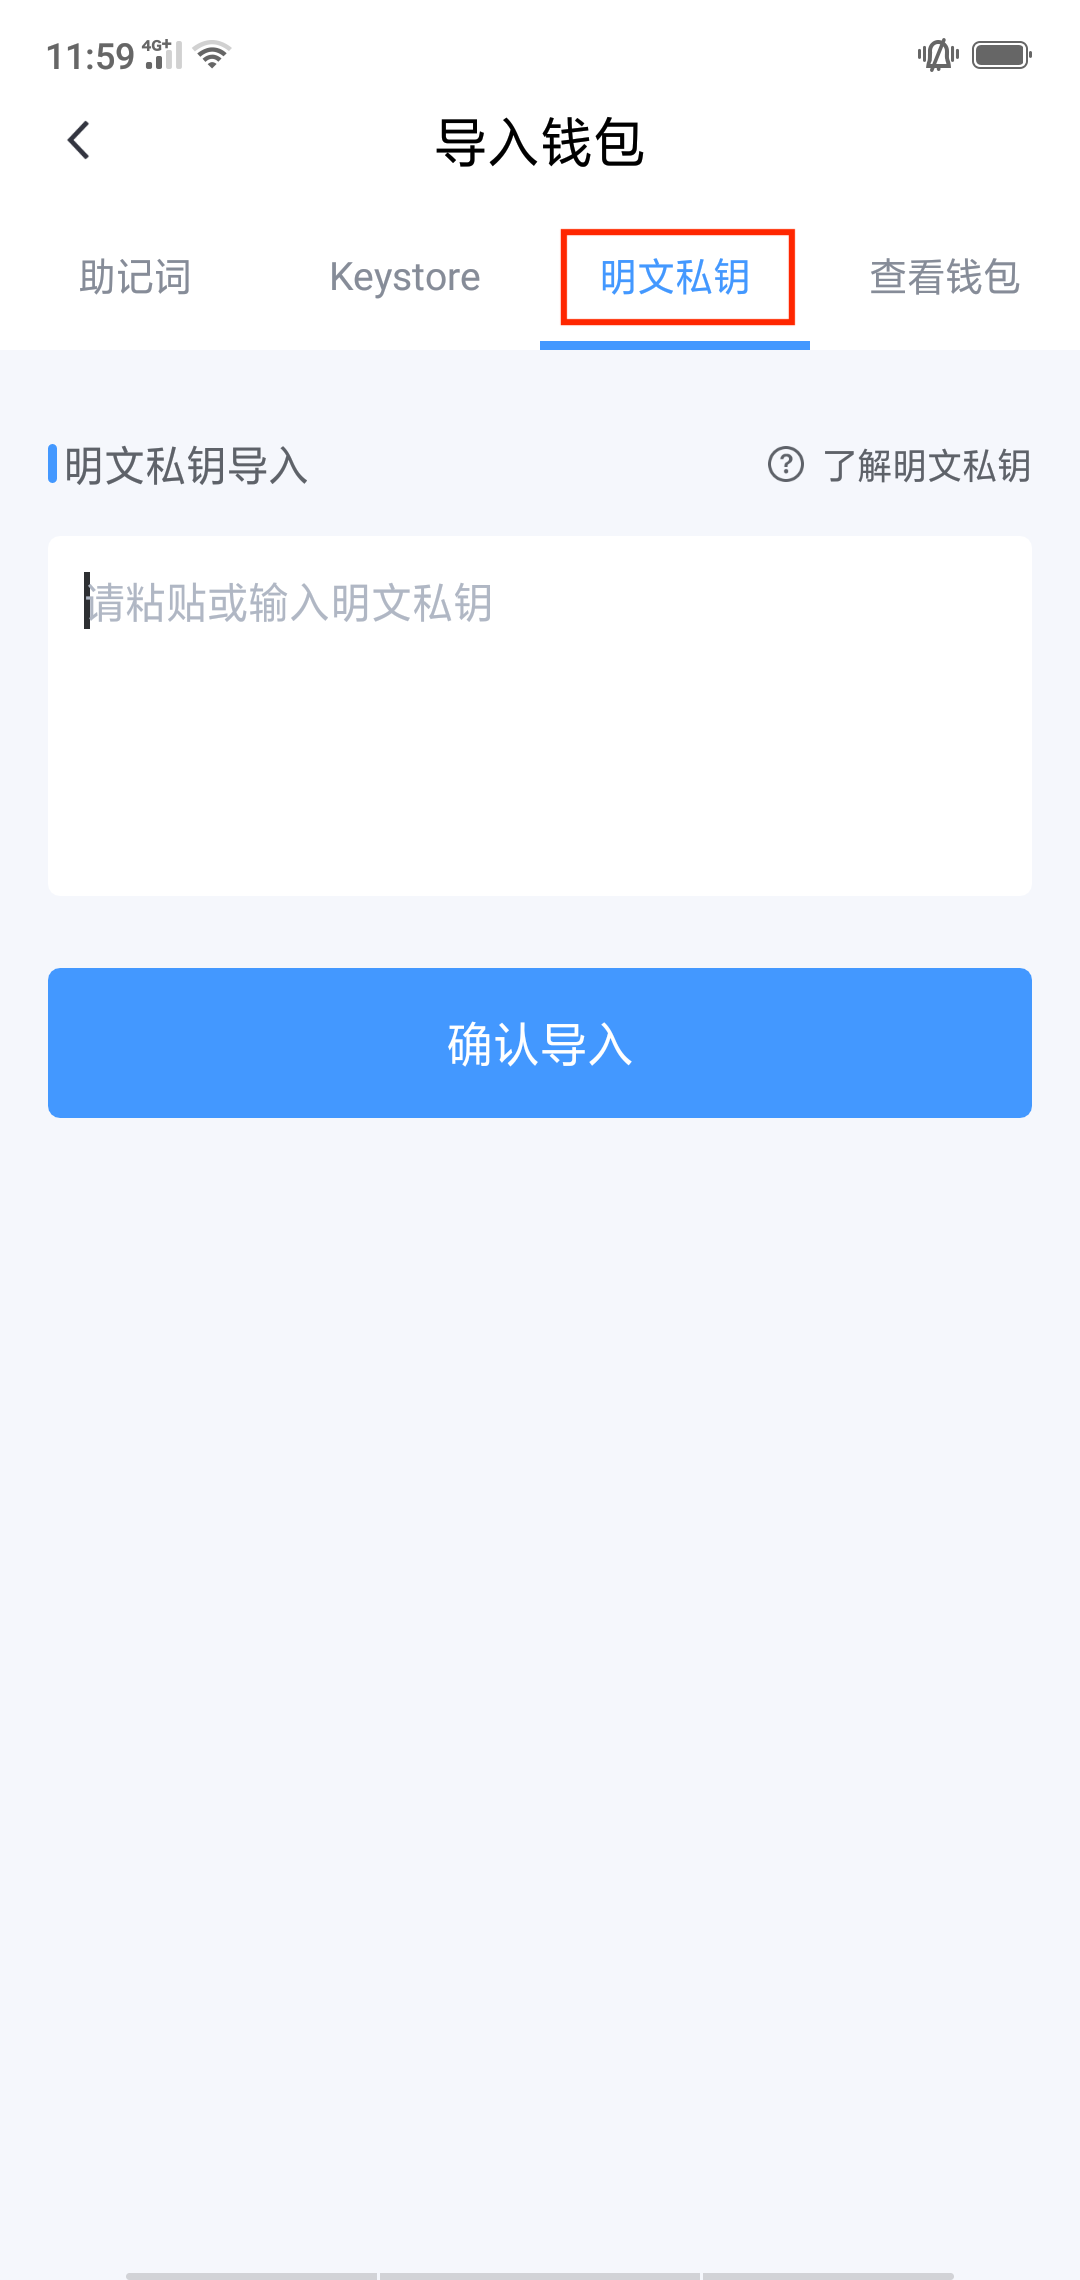 11:59 4G+
导入钱包
助记词 Keystore 明文私钥 查看钱包
明文私钥导入 ? 了解明文私钥
请粘贴或输入明文私钥
确认导入